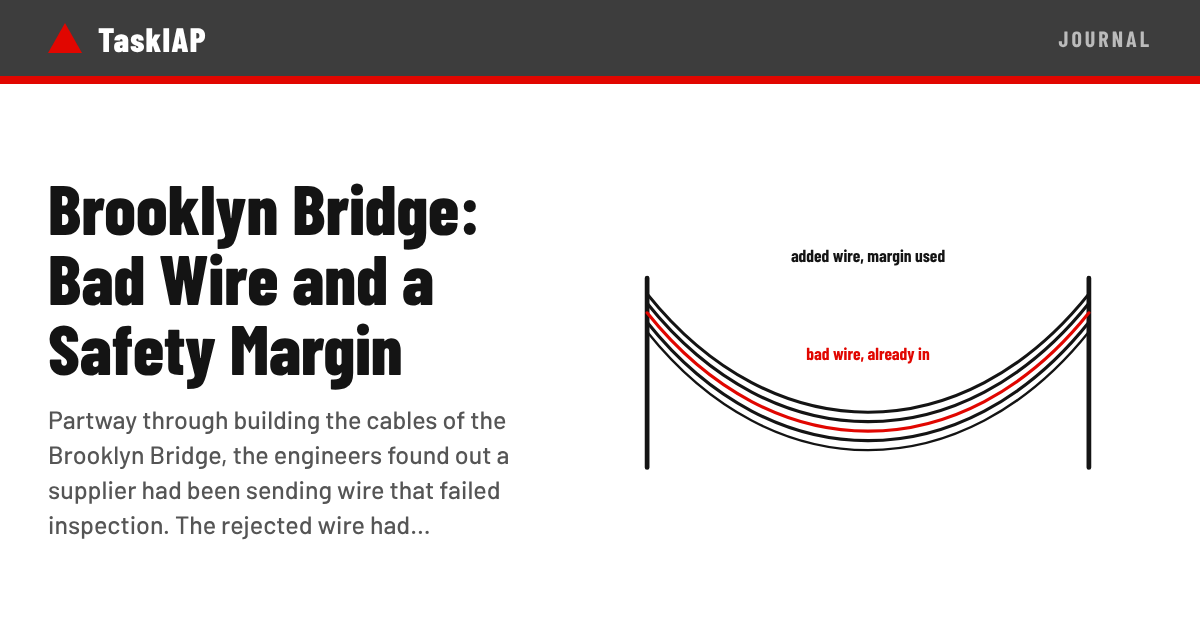 TaskIAP
JOURNAL
Brooklyn Bridge:
Bad Wire and a
Safety Margin
Partway through building the cables of the
Brooklyn Bridge, the engineers found out a
supplier had been sending wire that failed
inspection. The rejected wire had...
added wire, margin used
bad wire, already in